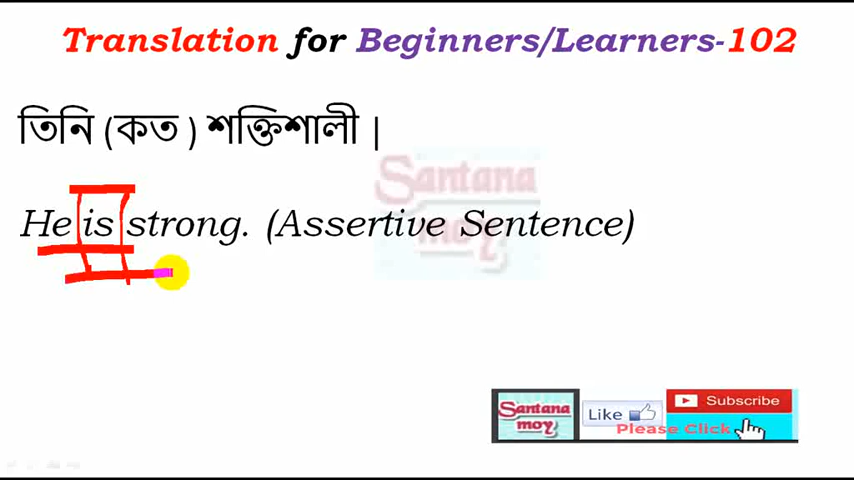 Translation for Beginners/Learners-102
তিনি (কত ) শক্তিশালী |
Santana
moy
He is strong. (Assertive Sentence)
Santana
moy
Like
Subscribe
Please Click